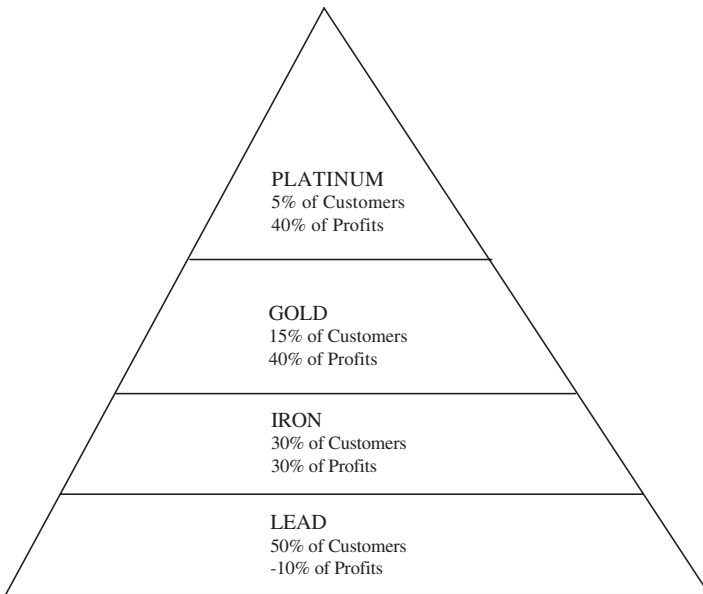 PLATINUM
5% of Customers
40% of Profits
GOLD
15% of Customers
40% of Profits
IRON
30% of Customers
30% of Profits
LEAD
50% of Customers
-10% of Profits